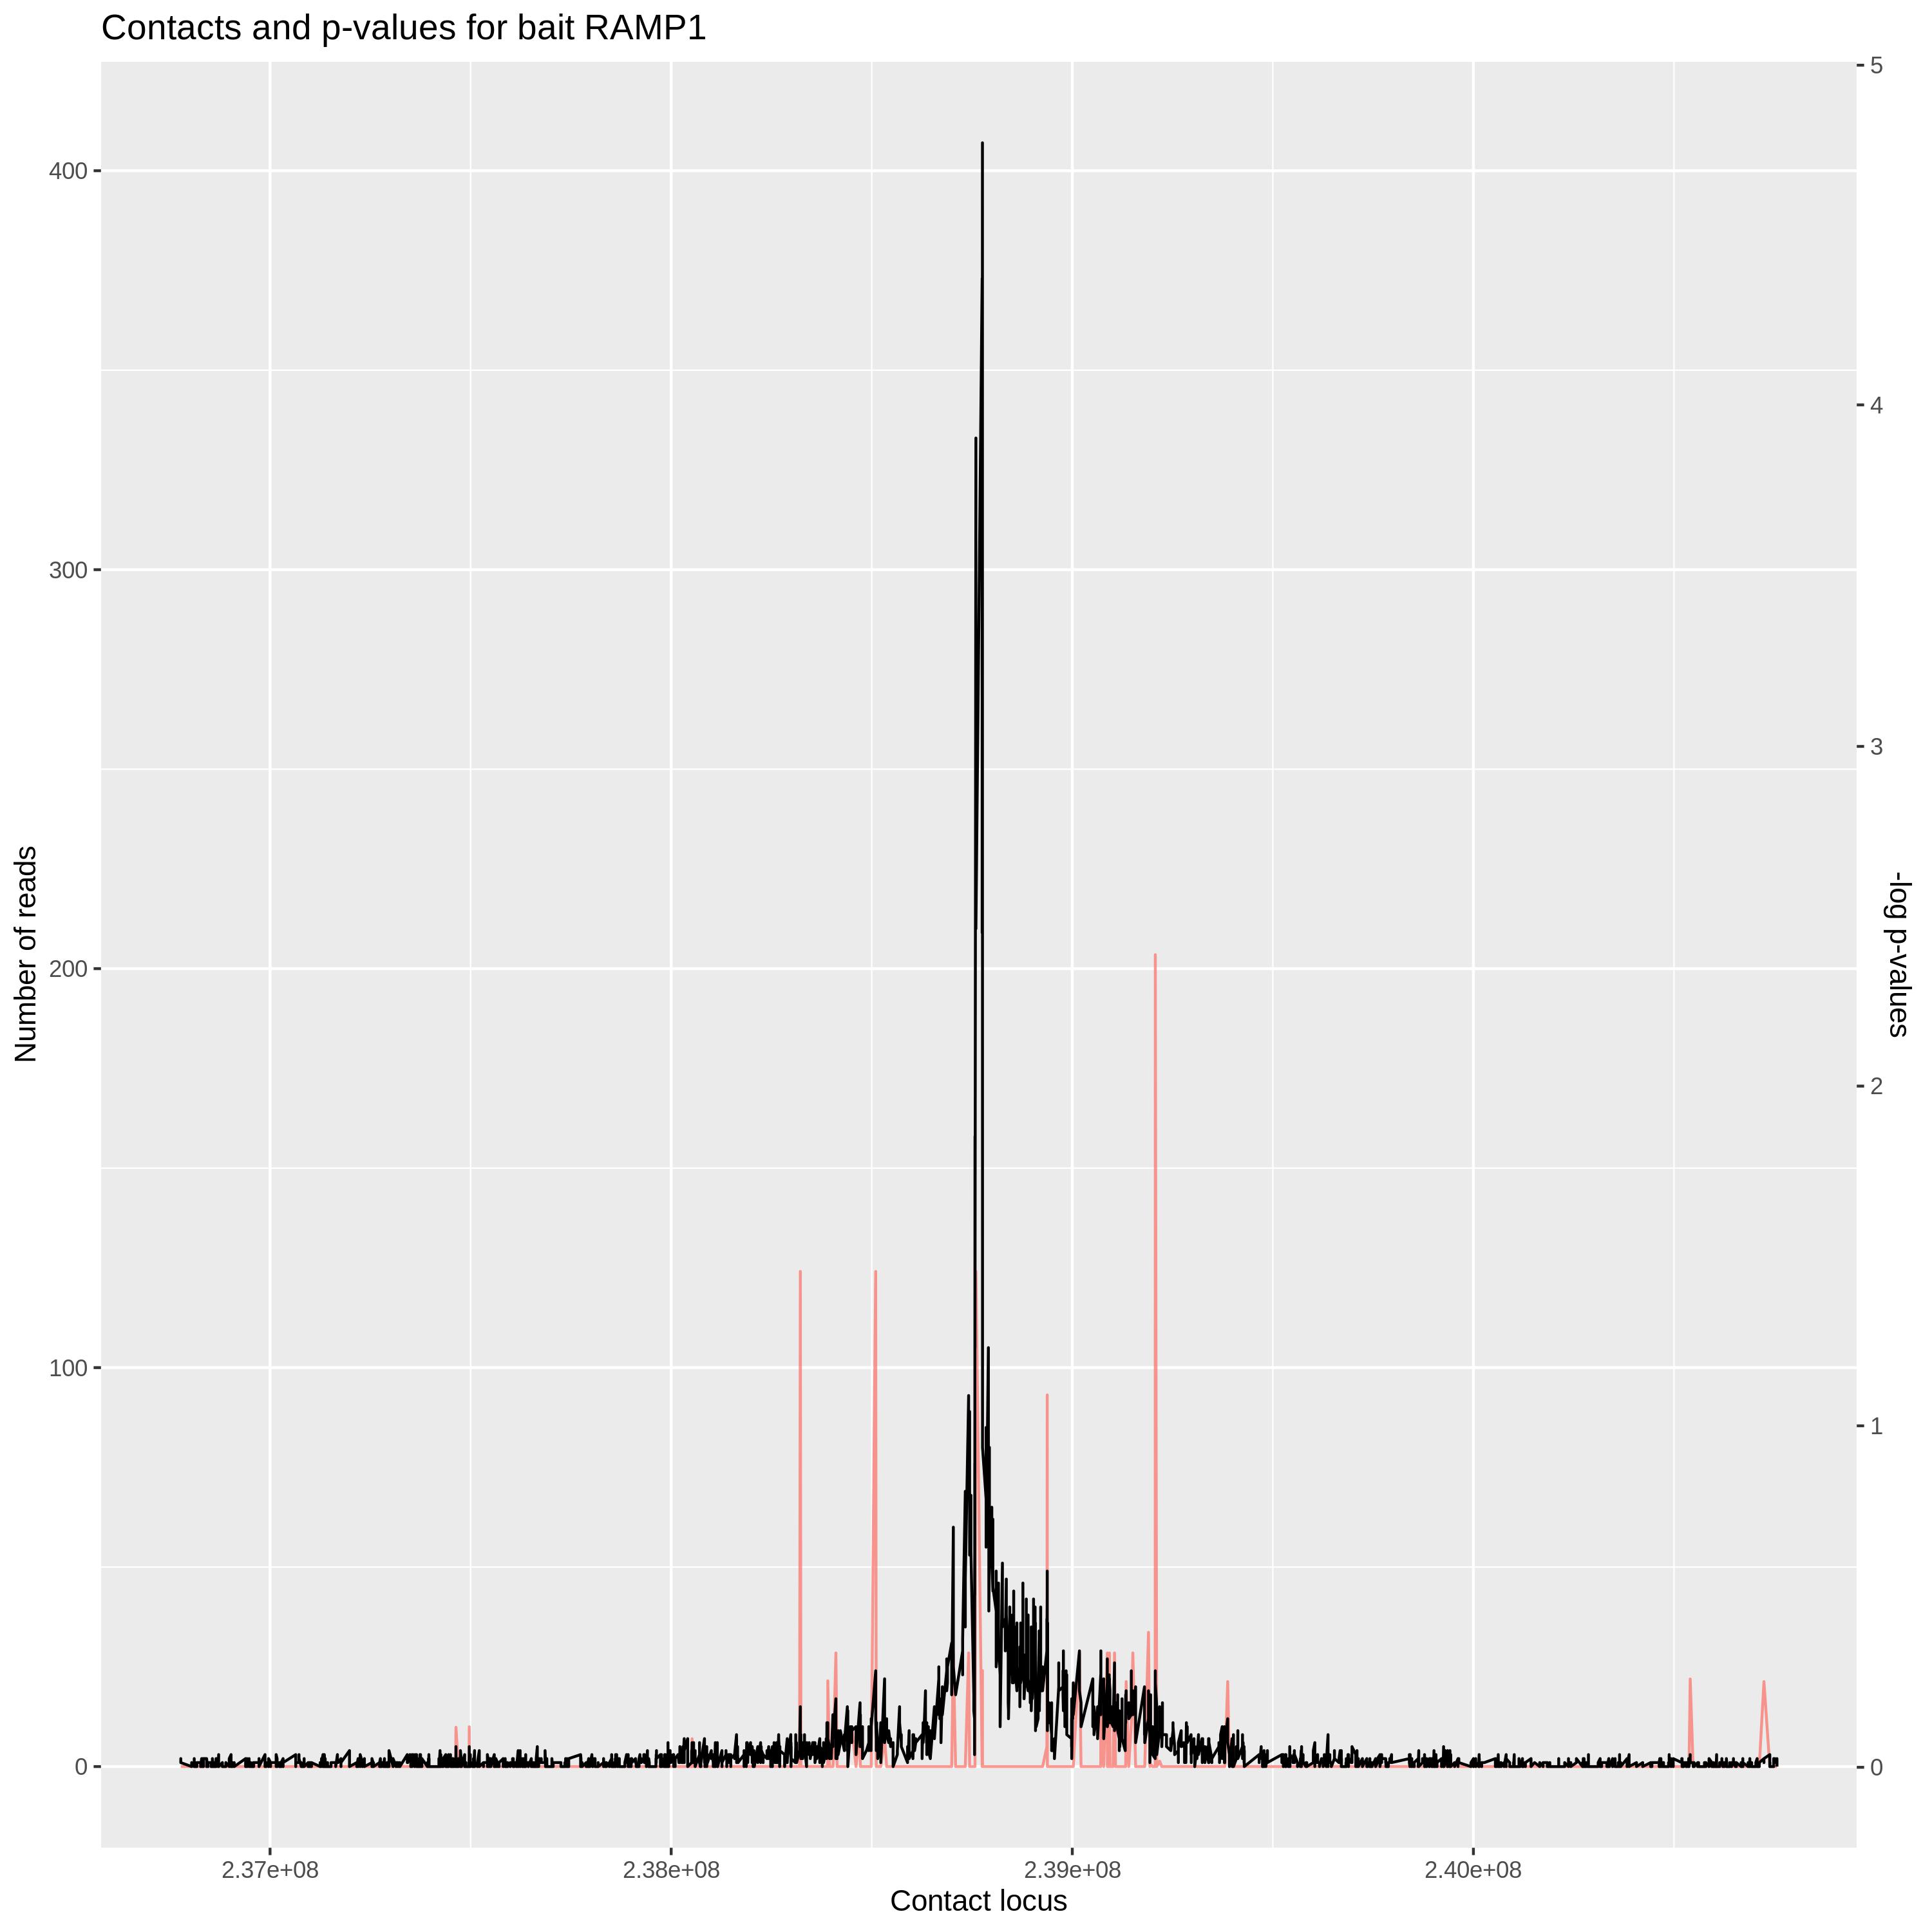 Contacts and p-values for bait RAMP1
Number of reads
400
300
200
100
0
5
4
3
2
1
0
-log p-values
2.37e+08
2.38e+08
2.39e+08
2.40e+08
Contact locus